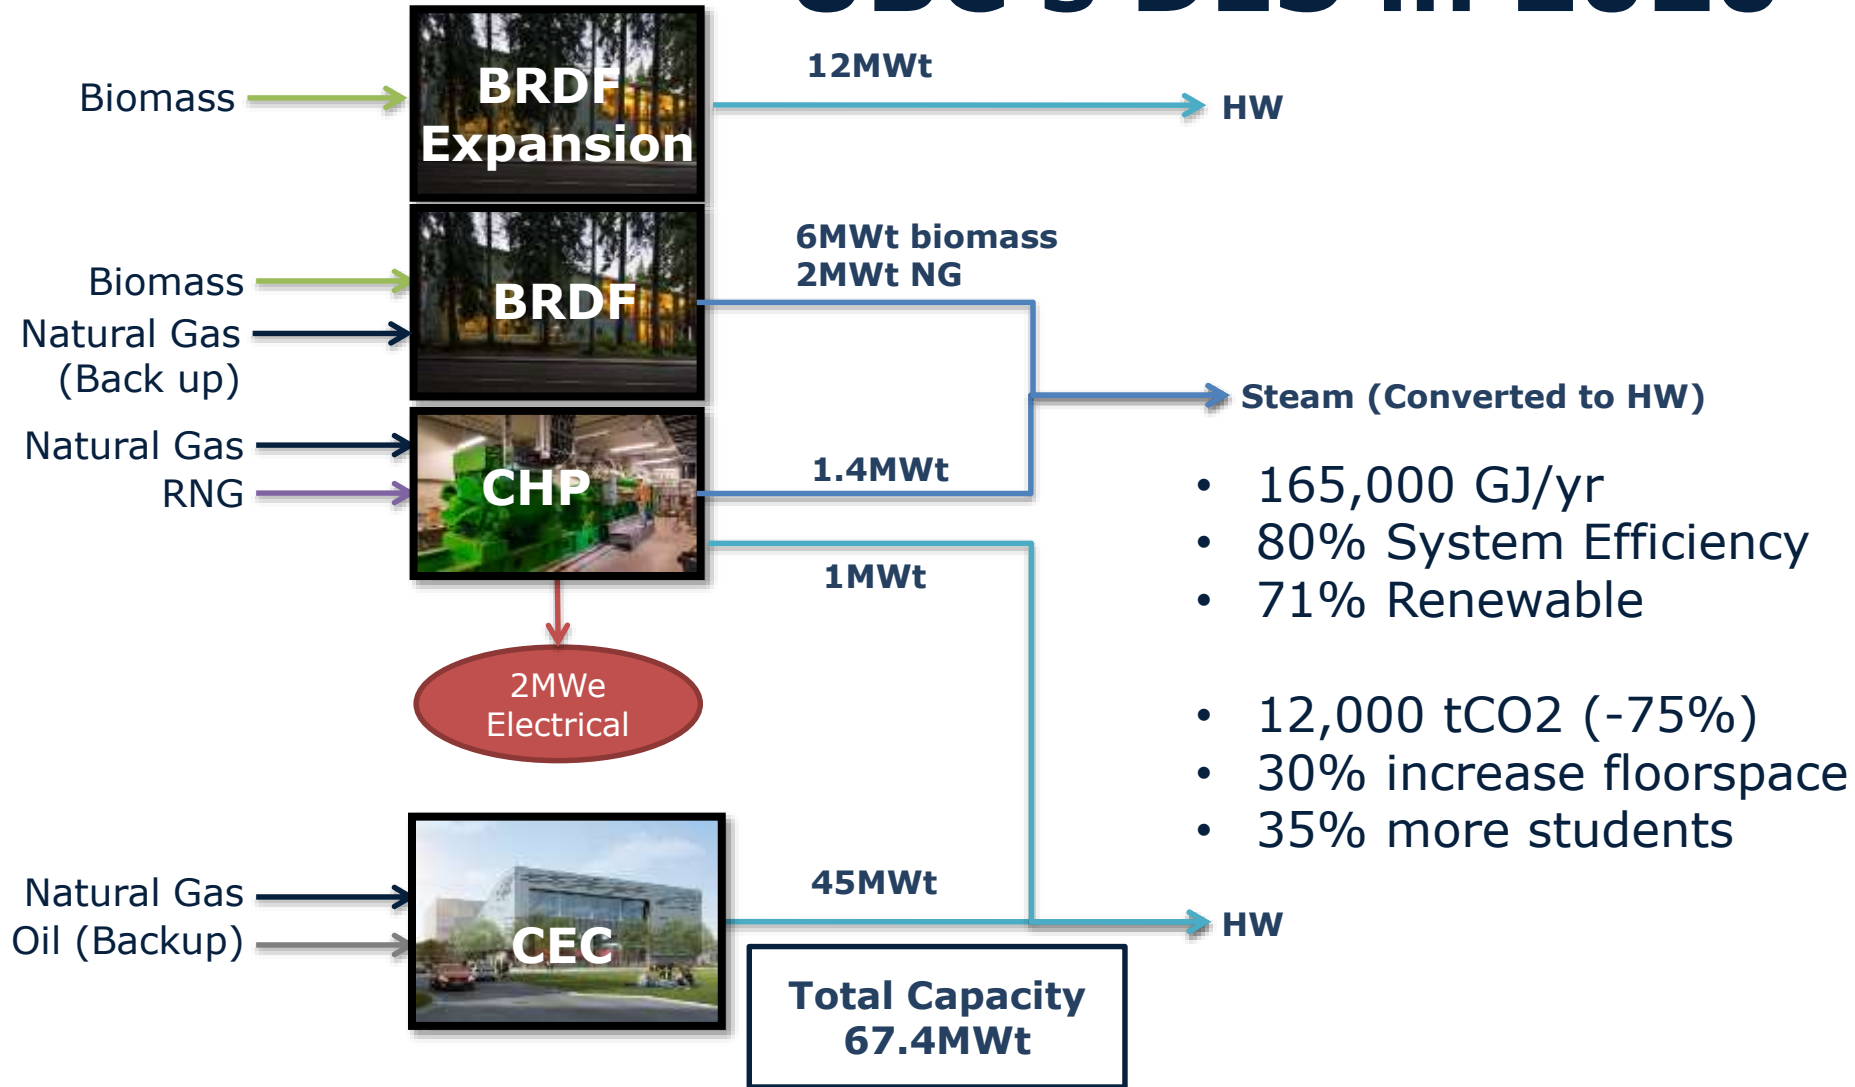 12MWt
Biomass
BRDF
Expansion
HW
6MWt biomass
2MWt NG
Biomass
Natural Gas
(Back up)
BRDF
Steam (Converted to HW)
Natural Gas
RNG
CHP
1.4MWt
1MWt
• 165,000 GJ/yr
• 80% System Efficiency
• 71% Renewable
2MWe
Electrical
• 12,000 tCO2 (-75%)
• 30% increase floorspace
• 35% more students
Natural Gas
Oil (Backup)
CEC
45MWt
HW
Total Capacity
67.4MWt